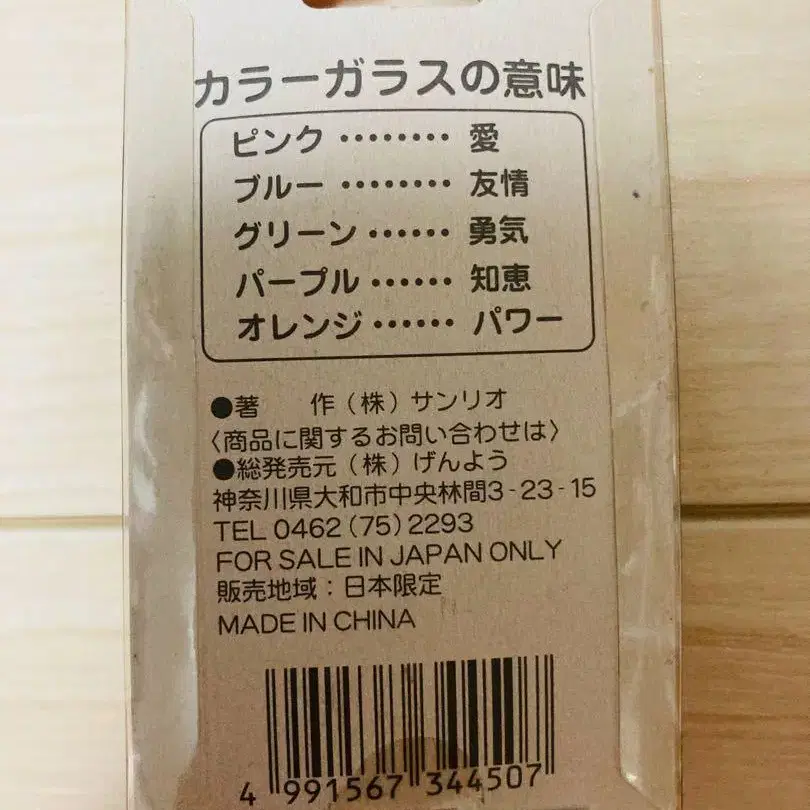 カラーガラスの意味
ピンク ········ 愛
ブルー ········ 友情
グリーン ······ 勇気
パープル ······ 知恵
オレンジ ······ パワー
●著　作（株）サンリオ
〈商品に関するお問い合わせは〉
●総発売元（株）げんよう
神奈川県大和市中央林間3-23-15
TEL 0462（75）2293
FOR SALE IN JAPAN ONLY
販売地域：日本限定
MADE IN CHINA
4 991567 344507